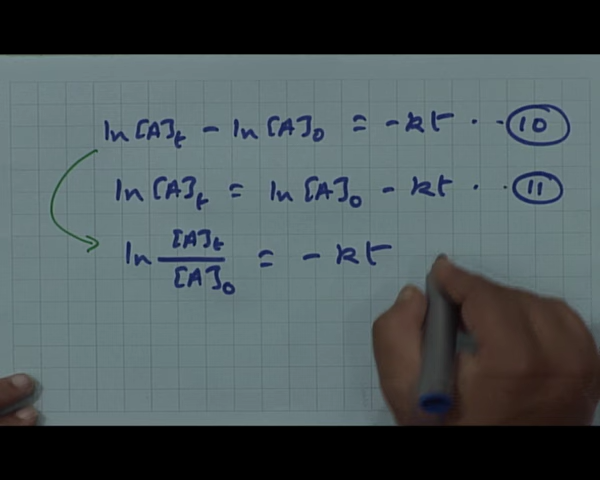 ln [A]ₜ - ln [A]₀ = - kt · · (10)
ln [A]ₜ = ln [A]₀ - kt · · (11)
ln [A]ₜ / [A]₀ = - kt